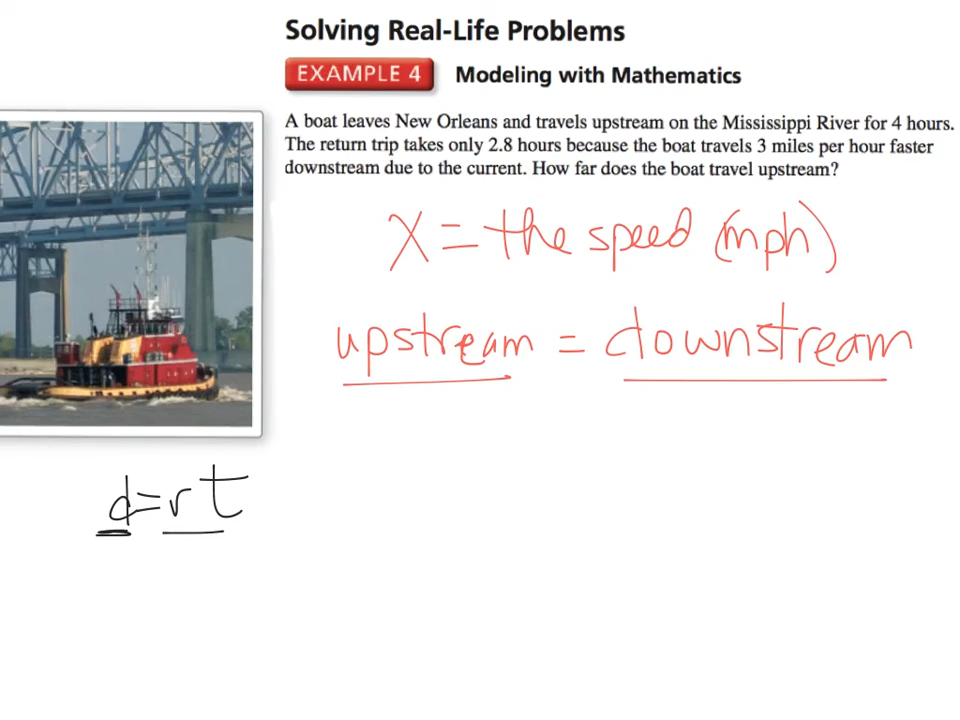 Solving Real-Life Problems
EXAMPLE 4 Modeling with Mathematics
A boat leaves New Orleans and travels upstream on the Mississippi River for 4 hours.
The return trip takes only 2.8 hours because the boat travels 3 miles per hour faster
downstream due to the current. How far does the boat travel upstream?
x = the speed (mph)
upstream = downstream
d=rt